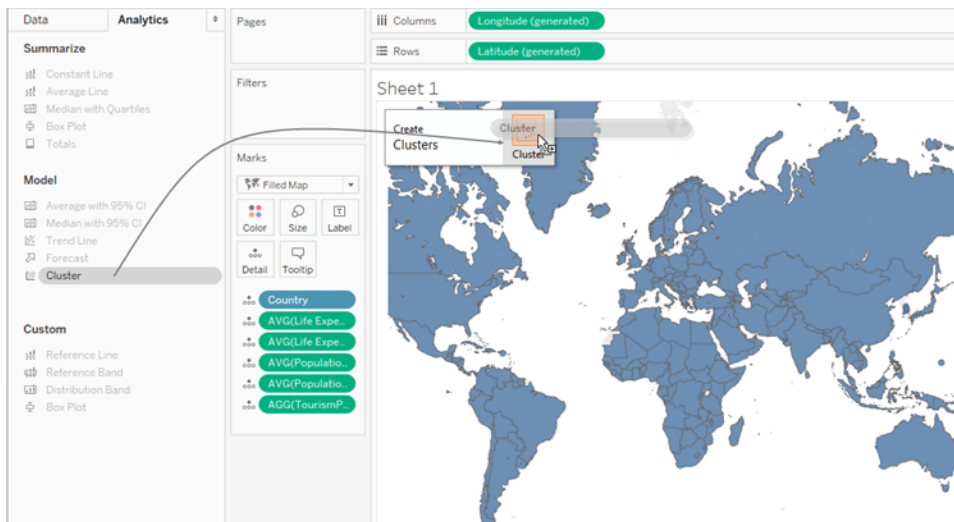 Data
Analytics
Summarize
Constant Line
Average Line
Median with Quartiles
Box Plot
Totals
Model
Average with 95% CI
Median with 95% CI
Trend Line
Forecast
Cluster
Custom
Reference Line
Reference Band
Distribution Band
Box Plot
Pages
Filters
Marks
Filled Map
Color
Size
Label
Detail
Tooltip
Country
AVG(Life Expe..
AVG(Life Expe..
AVG(Populatio..
AVG(Populatio..
AGG(TourismP..
Columns
Longitude (generated)
Rows
Latitude (generated)
Sheet 1
Create
Clusters
Cluster
Cluster